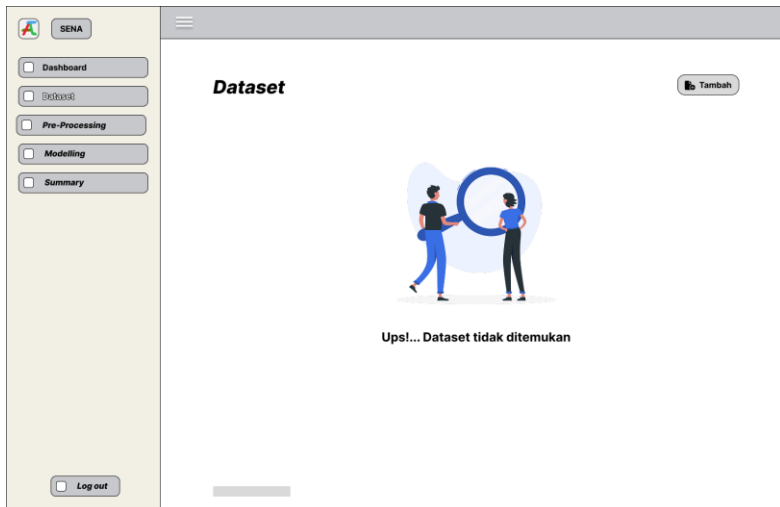 SENA
Dashboard
Dataset
Pre-Processing
Modelling
Summary
Log out
Dataset
Tambah
Ups!... Dataset tidak ditemukan